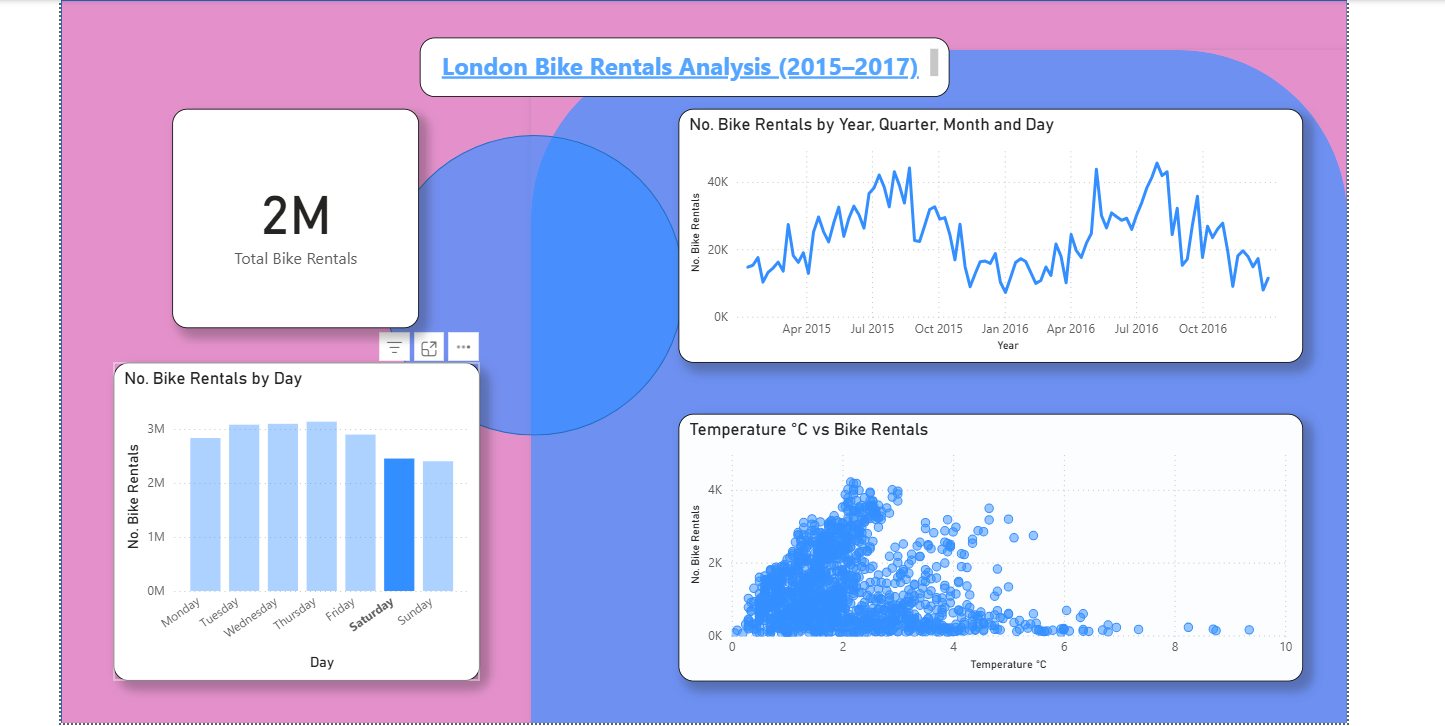 London Bike Rentals Analysis (2015–2017)
2M
Total Bike Rentals
No. Bike Rentals by Year, Quarter, Month and Day
No. Bike Rentals
40K
20K
0K
Apr 2015 Jul 2015 Oct 2015 Jan 2016 Apr 2016 Jul 2016 Oct 2016
Year
No. Bike Rentals by Day
No. Bike Rentals
3M
2M
1M
0M
Monday Tuesday Wednesday Thursday Friday Saturday Sunday
Day
Temperature °C vs Bike Rentals
No. Bike Rentals
4K
2K
0K
0 2 4 6 8 10
Temperature °C